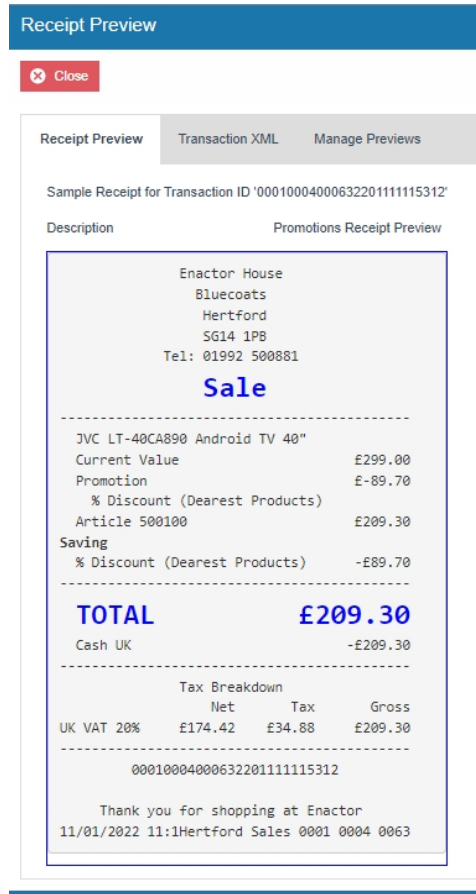 Receipt Preview
Close
Receipt Preview Transaction XML Manage Previews
Sample Receipt for Transaction ID '00010004000632201111115312'
Description Promotions Receipt Preview
Enactor House
Bluecoats
Hertford
SG14 1PB
Tel: 01992 500881
Sale
JVC LT-40CA890 Android TV 40"
Current Value £299.00
Promotion £-89.70
% Discount (Dearest Products)
Article 500100 £209.30
Saving
% Discount (Dearest Products) -£89.70
TOTAL £209.30
Cash UK -£209.30
Tax Breakdown
Net Tax Gross
UK VAT 20% £174.42 £34.88 £209.30
00010004000632201111115312
Thank you for shopping at Enactor
11/01/2022 11:1Hertford Sales 0001 0004 0063